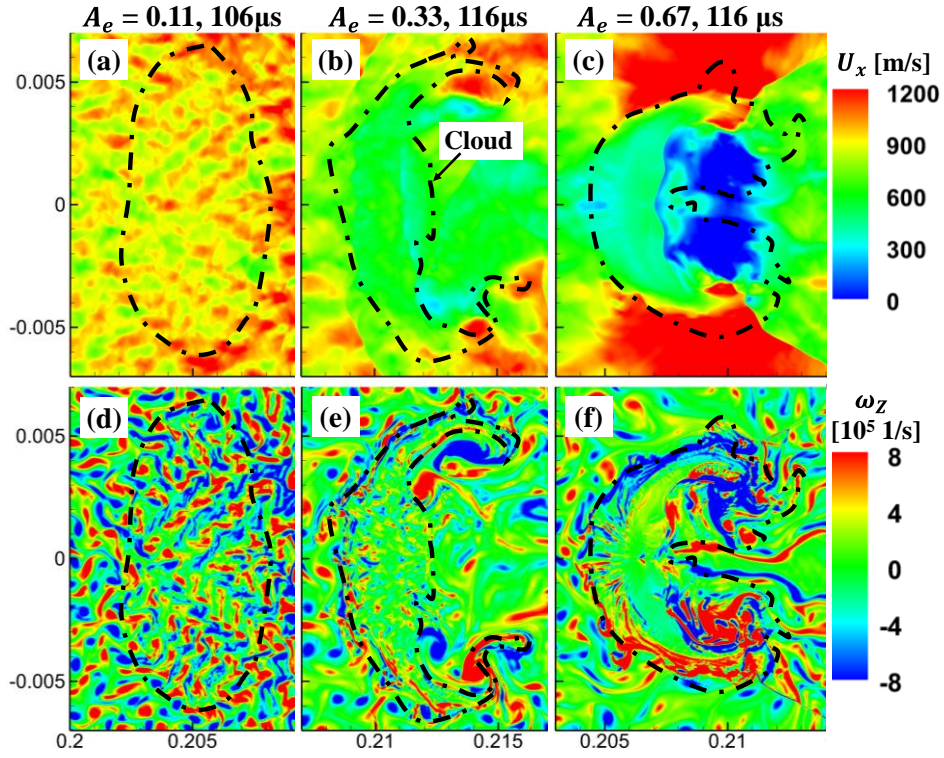 A_e = 0.11, 106μs A_e = 0.33, 116μs A_e = 0.67, 116 μs
(a) (b) (c)
U_x [m/s]
0.005
1200
Cloud
900
0
600
300
-0.005
0
(d) (e) (f)
ω_Z
[10⁵ 1/s]
0.005
8
4
0
0
-4
-0.005
-8
0.2 0.205 0.21 0.215 0.205 0.21